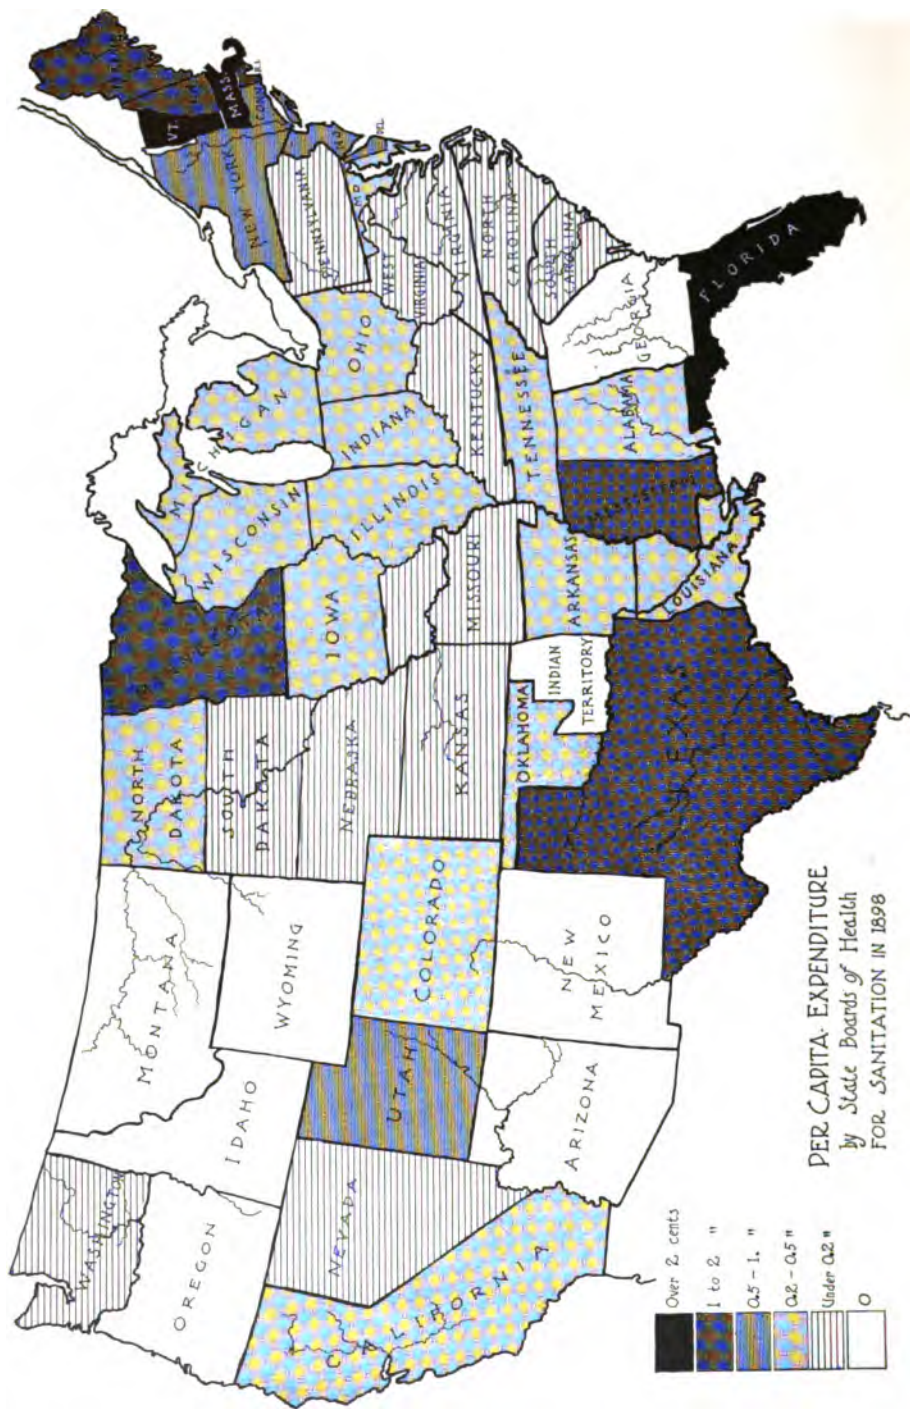 PER CAPITA EXPENDITURE
by State Boards of Health
FOR SANITATION IN 1898
Over 2 cents
1 to 2 "
0.5 - 1. "
0.2 - 0.5 "
Under 0.2 "
0
WASHINGTON
OREGON
CALIFORNIA
NEVADA
IDAHO
MONTANA
WYOMING
UTAH
ARIZONA
COLORADO
NEW
MEXICO
NORTH
DAKOTA
SOUTH
DAKOTA
NEBRASKA
KANSAS
OKLAHOMA
INDIAN
TERRITORY
TEXAS
IOWA
MISSOURI
ARKANSAS
LOUISIANA
WISCONSIN
MICHIGAN
ILLINOIS
INDIANA
OHIO
KENTUCKY
TENNESSEE
ALABAMA
GEORGIA
FLORIDA
SOUTH
CAROLINA
NORTH
CAROLINA
VIRGINIA
WEST
VIRGINIA
MD
PENNSYLVANIA
NEW YORK
VT.
MASS.
CONN.
R.I.